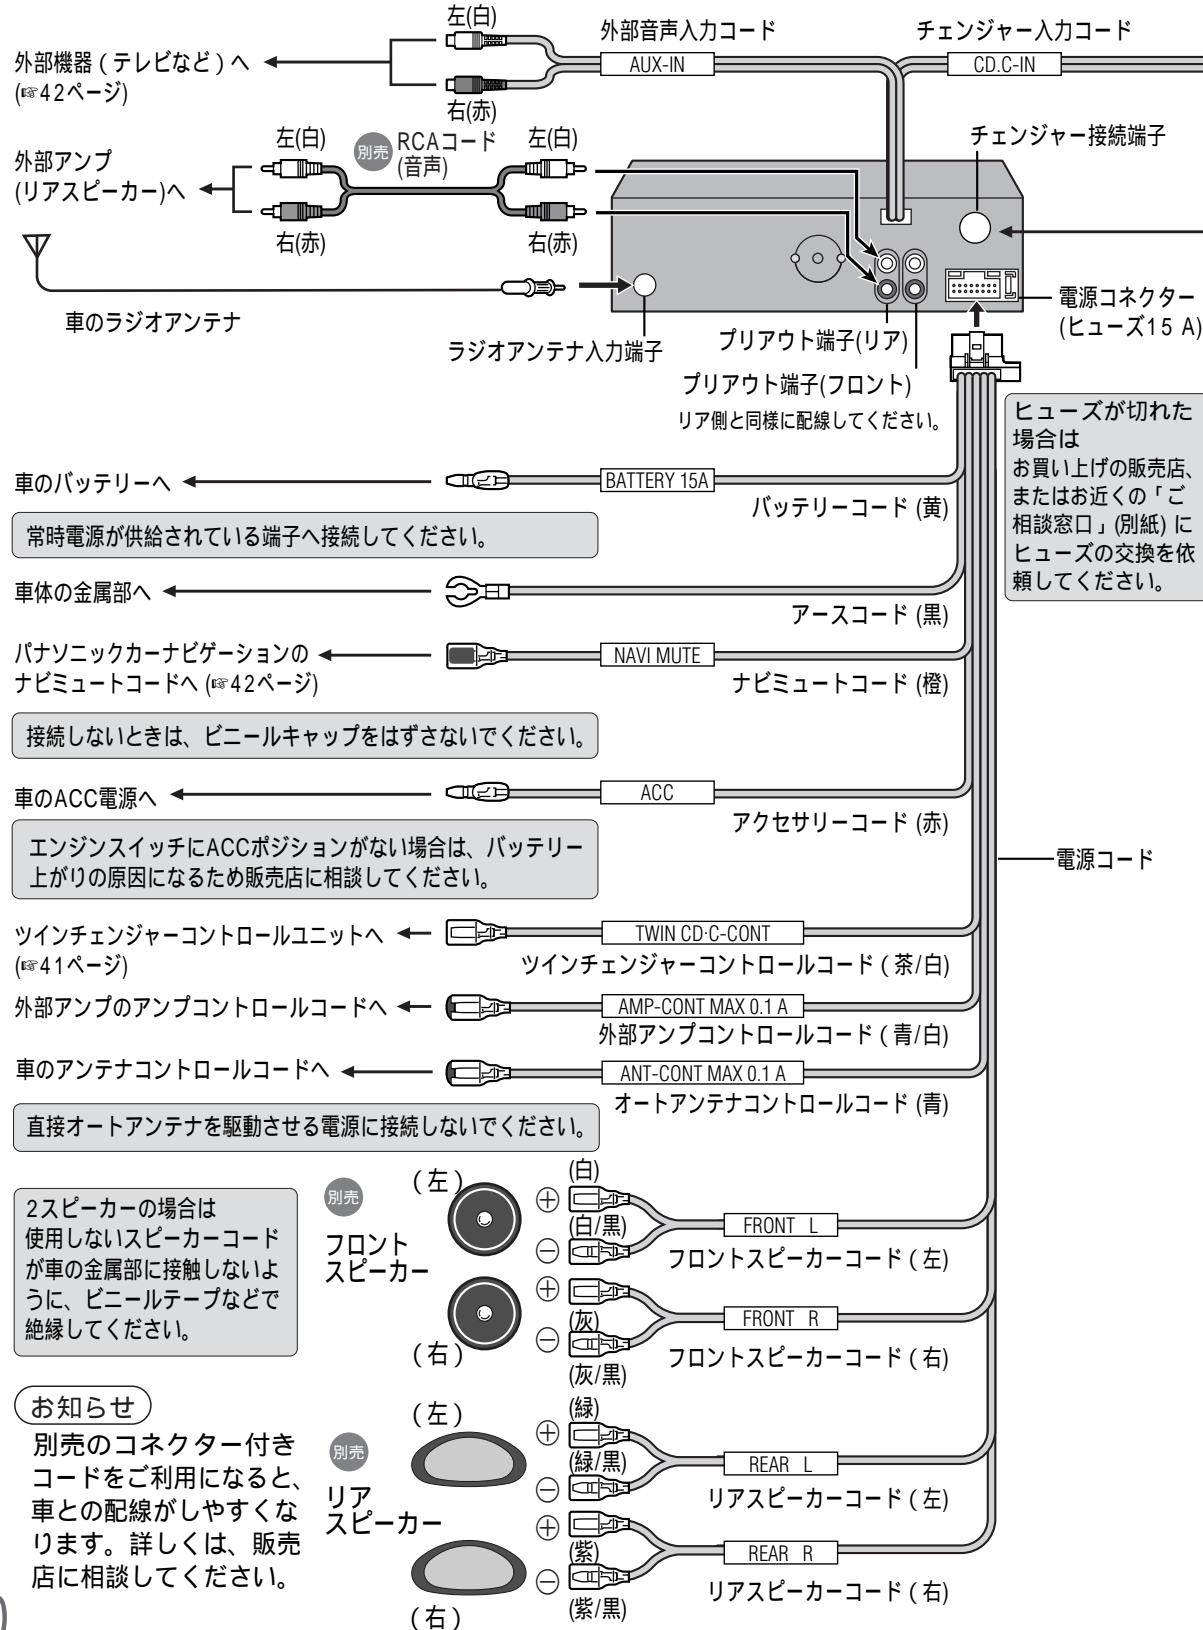 左(白)
外部音声入力コード
チェンジャー入力コード
外部機器(テレビなど)へ
(☞42ページ)
AUX-IN
CD.C-IN
右(赤)
左(白)
別売
RCAコード
(音声)
左(白)
チェンジャー接続端子
外部アンプ
(リアスピーカー)へ
右(赤)
右(赤)
車のラジオアンテナ
ラジオアンテナ入力端子
プリアウト端子(リア)
電源コネクター
(ヒューズ15 A)
プリアウト端子(フロント)
リア側と同様に配線してください。
ヒューズが切れた
場合は
お買い上げの販売店、
またはお近くの「ご
相談窓口」(別紙)に
ヒューズの交換を依
頼してください。
車のバッテリーへ
BATTERY 15A
バッテリーコード (黄)
常時電源が供給されている端子へ接続してください。
車体の金属部へ
アースコード (黒)
パナソニックカーナビゲーションの
ナビミュートコードへ (☞42ページ)
NAVI MUTE
ナビミュートコード (橙)
接続しないときは、ビニールキャップをはずさないでください。
車のACC電源へ
ACC
アクセサリーコード (赤)
エンジンスイッチにACCポジションがない場合は、バッテリー
上がりの原因になるため販売店に相談してください。
電源コード
ツインチェンジャーコントロールユニットへ
(☞41ページ)
TWIN CD·C-CONT
ツインチェンジャーコントロールコード(茶/白)
外部アンプのアンプコントロールコードへ
AMP-CONT MAX 0.1 A
外部アンプコントロールコード(青/白)
車のアンテナコントロールコードへ
ANT-CONT MAX 0.1 A
オートアンテナコントロールコード (青)
直接オートアンテナを駆動させる電源に接続しないでください。
2スピーカーの場合は
使用しないスピーカーコード
が車の金属部に接触しないよ
うに、ビニールテープなどで
絶縁してください。
別売
フロント
スピーカー
(左)
(右)
⊕
(白)
(白/黒)
⊖
FRONT L
フロントスピーカーコード(左)
⊕
(灰)
⊖
(灰/黒)
FRONT R
フロントスピーカーコード(右)
お知らせ
別売のコネクター付き
コードをご利用になると、
車との配線がしやすくな
ります。詳しくは、販売
店に相談してください。
別売
リア
スピーカー
(左)
(右)
(緑)
⊕
(緑/黒)
⊖
REAR L
リアスピーカーコード(左)
⊕
(紫)
⊖
(紫/黒)
REAR R
リアスピーカーコード(右)